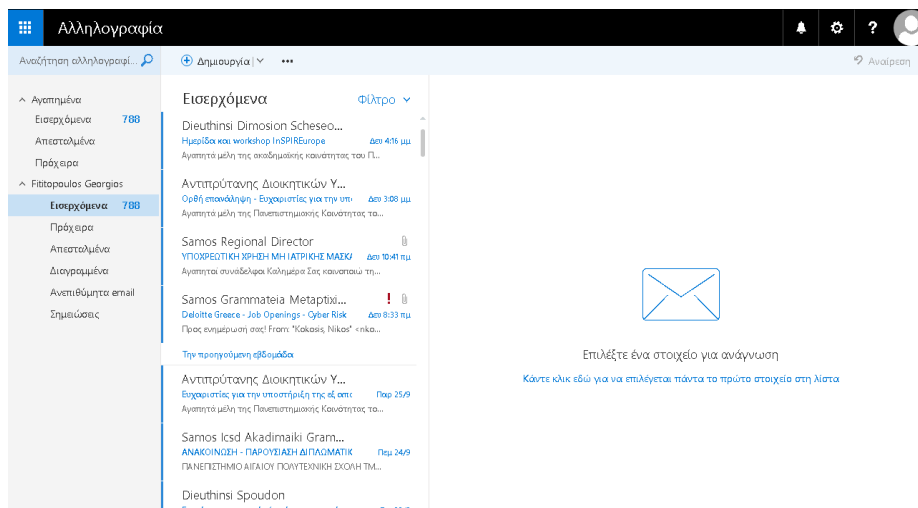 Αλληλογραφία
?
Αναζήτηση αλληλογραφί...
Δημιουργία
Αναίρεση
Αγαπημένα
Εισερχόμενα 788
Απεσταλμένα
Πρόχειρα
Fititopoulos Georgios
Εισερχόμενα 788
Πρόχειρα
Απεσταλμένα
Διαγραμμένα
Ανεπιθύμητα email
Σημειώσεις
Εισερχόμενα
Φίλτρο
Dieuthinsi Dimosion Scheseo...
Ημερίδα και workshop InSPIREurope Δευ 4:16 μμ
Αγαπητά μέλη της ακαδημαϊκής κοινότητας του Π...
Αντιπρύτανης Διοικητικών Υ...
Ορθή επανάληψη - Ευχαριστίες για την υπ Δευ 3:08 μμ
Αγαπητά μέλη της Πανεπιστημιακής Κοινότητας το...
Samos Regional Director
ΥΠΟΧΡΕΩΤΙΚΗ ΧΡΗΣΗ ΜΗ ΙΑΤΡΙΚΗΣ ΜΑΣΚΑ Δευ 10:41 πμ
Αγαπητοί συνάδελφοι Καλημέρα Σας κοινοποιώ τη...
Samos Grammateia Metaptixi...
Deloitte Greece - Job Openings - Cyber Risk Δευ 8:33 πμ
Προς ενημέρωσή σας! From: "Kokosis, Nikos" <nko...
Την προηγούμενη εβδομάδα
Αντιπρύτανης Διοικητικών Υ...
Ευχαριστίες για την υποστήριξη της εξ απο Παρ 25/9
Αγαπητά μέλη της Πανεπιστημιακής Κοινότητας το...
Samos Icsd Akadimaiki Gram...
ΑΝΑΚΟΙΝΩΣΗ - ΠΑΡΟΥΣΙΑΣΗ ΔΙΠΛΩΜΑΤΙΚ Πεμ 24/9
ΠΑΝΕΠΙΣΤΗΜΙΟ ΑΙΓΑΙΟΥ ΠΟΛΥΤΕΧΝΙΚΗ ΣΧΟΛΗ ΤΜ...
Dieuthinsi Spoudon
Επιλέξτε ένα στοιχείο για ανάγνωση
Κάντε κλικ εδώ για να επιλέγεται πάντα το πρώτο στοιχείο στη λίστα